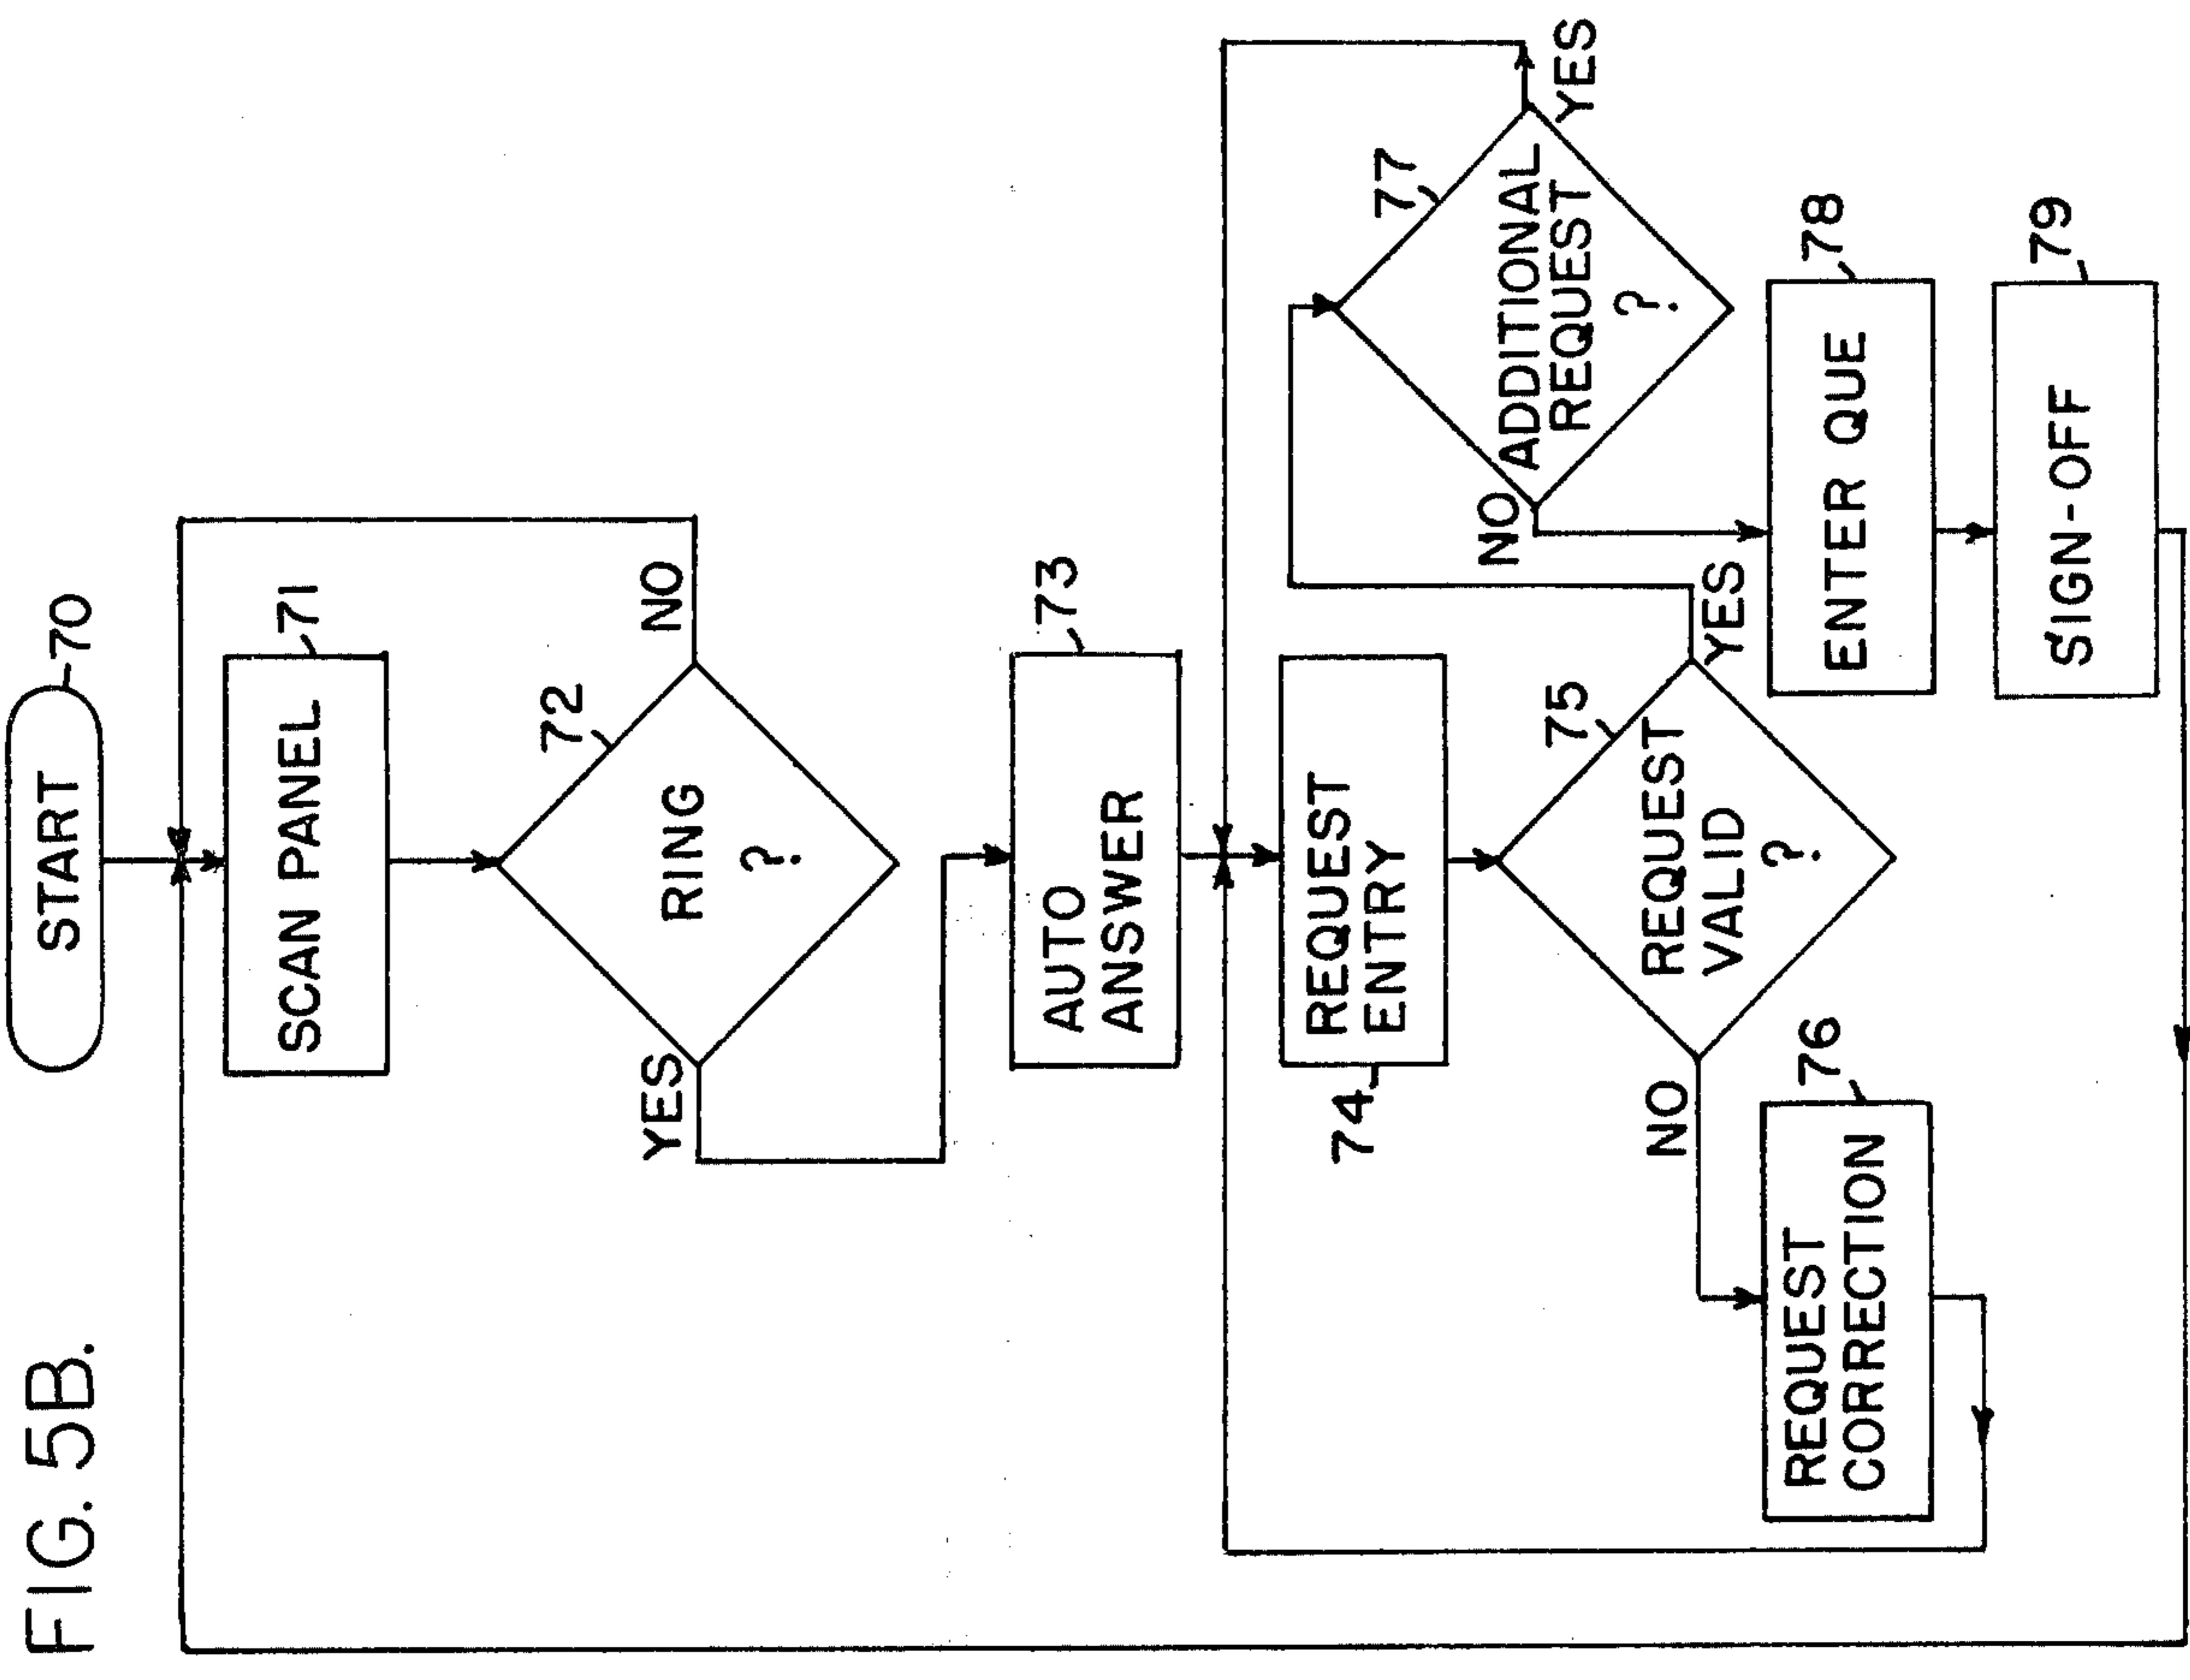 FIG. 5B.
START
70
SCAN PANEL
71
72
RING
?
NO
YES
AUTO
ANSWER
73
REQUEST
ENTRY
74
75
REQUEST
VALID
?
NO
YES
REQUEST
CORRECTION
76
77
ADDITIONAL
REQUEST
?
NO
YES
ENTER QUE
78
SIGN-OFF
79